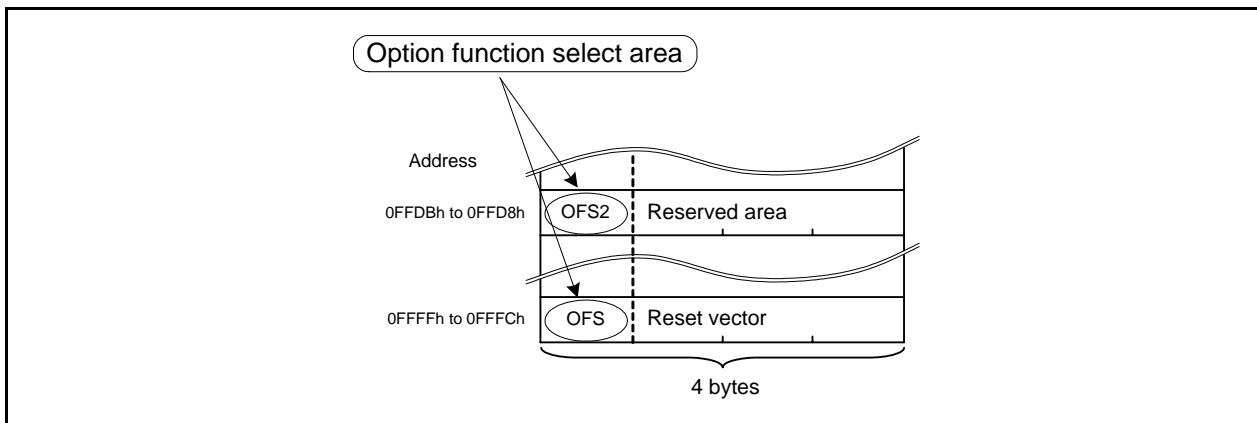 Option function select area
Address
0FFDBh to 0FFD8h
OFS2
Reserved area
0FFFFh to 0FFFCh
OFS
Reset vector
4 bytes